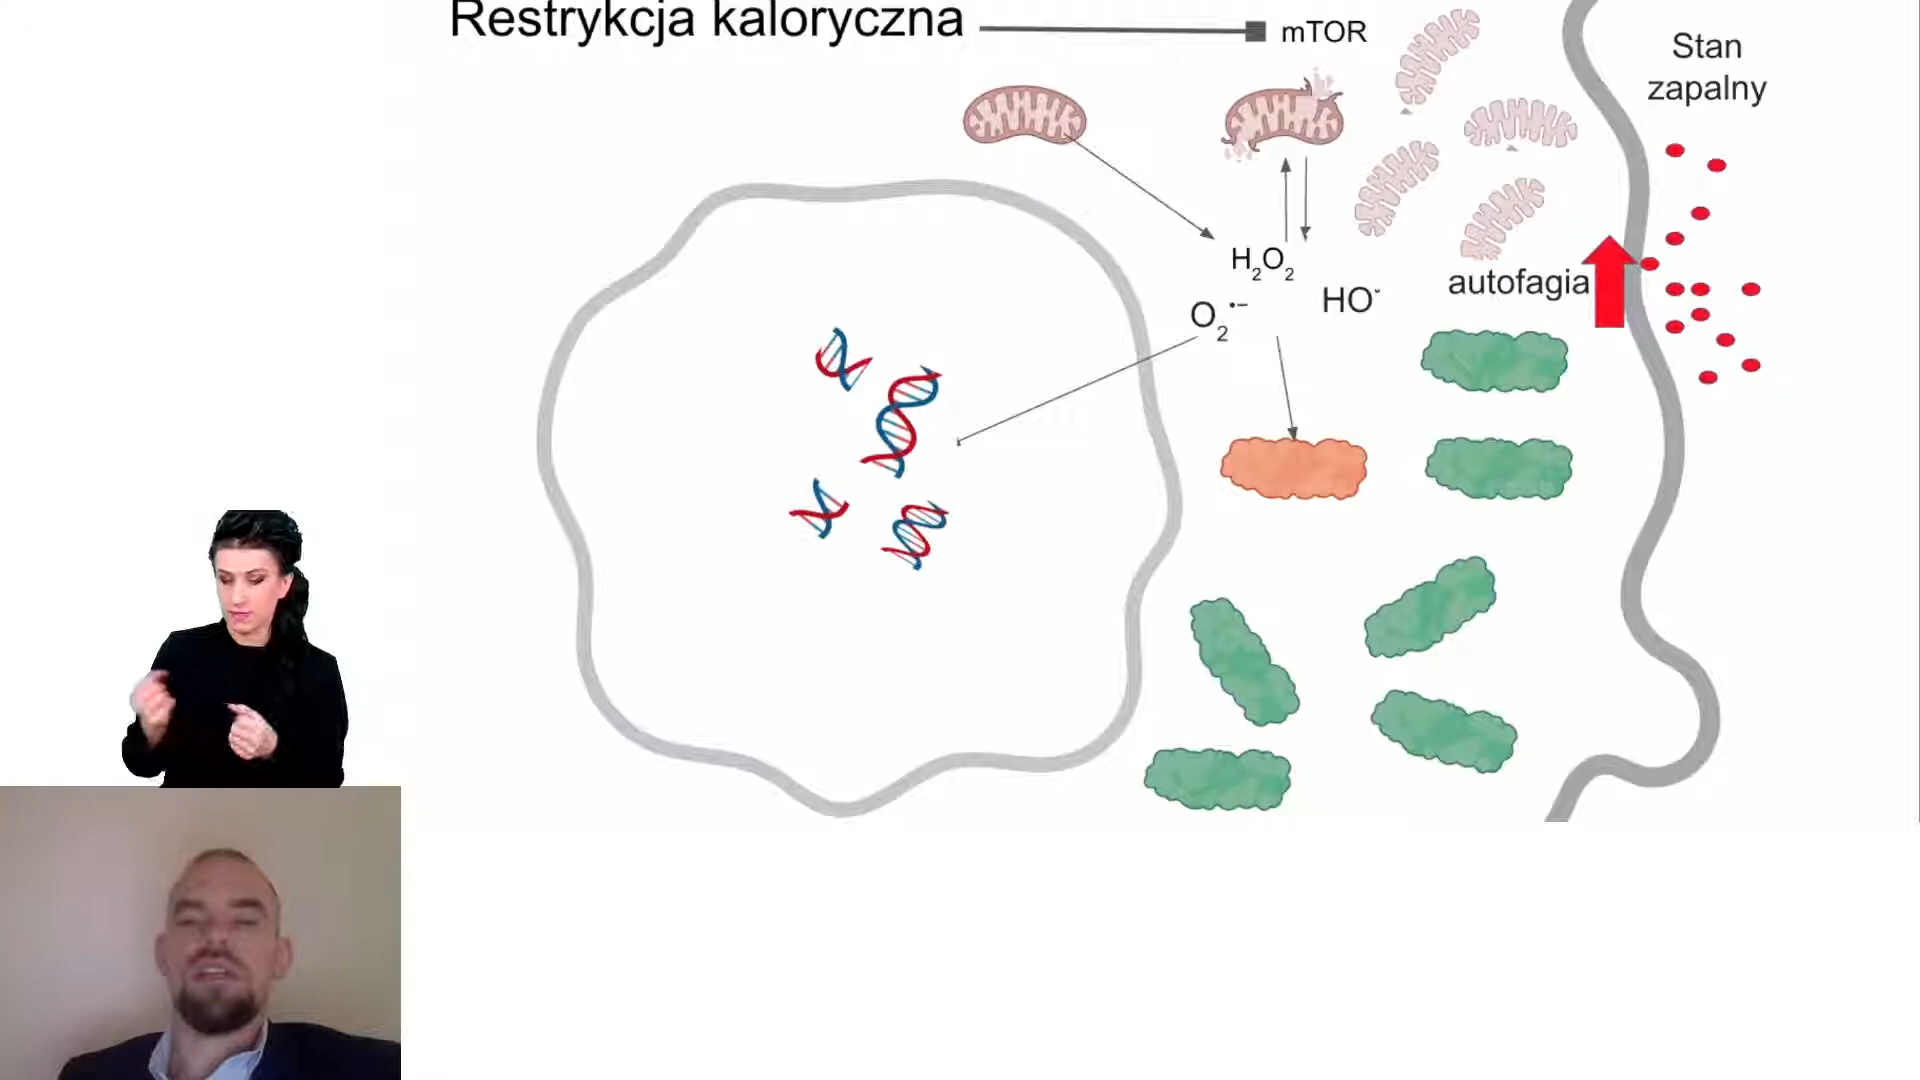 Restrykcja kaloryczna
mTOR
Stan
zapalny
H₂O₂
O₂•− HO•
autofagia